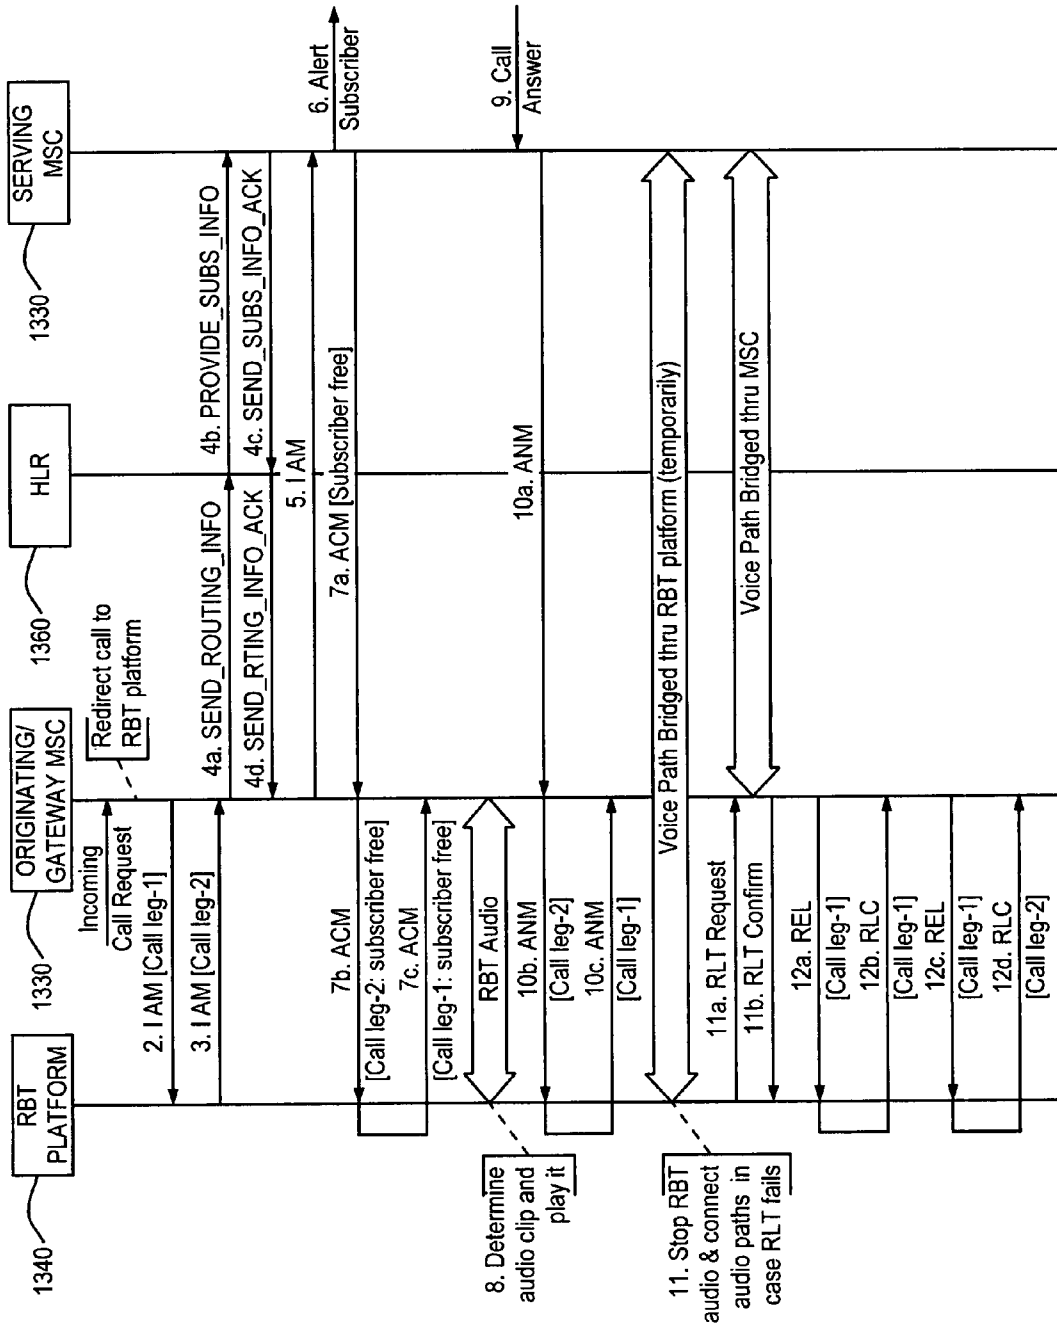 RBT
PLATFORM
1340
ORIGINATING/
GATEWAY MSC
1330
HLR
1360
SERVING
MSC
1330
Incoming
Call Request
Redirect call to
RBT platform
2. I AM [Call leg-1]
3. I AM [Call leg-2]
4a. SEND_ROUTING_INFO
4b. PROVIDE_SUBS_INFO
4d. SEND_RTING_INFO_ACK
4c. SEND_SUBS_INFO_ACK
5. I AM
6. Alert
Subscriber
7a. ACM [Subscriber free]
7b. ACM
[Call leg-2: subscriber free]
7c. ACM
[Call leg-1: subscriber free]
8. Determine
audio clip and
play it
RBT Audio
9. Call
Answer
10a. ANM
10b. ANM
[Call leg-2]
10c. ANM
[Call leg-1]
11. Stop RBT
audio & connect
audio paths in
case RLT fails
Voice Path Bridged thru RBT platform (temporarily)
11a. RLT Request
11b. RLT Confirm
Voice Path Bridged thru MSC
12a. REL
[Call leg-1]
12b. RLC
[Call leg-1]
12c. REL
[Call leg-1]
12d. RLC
[Call leg-2]